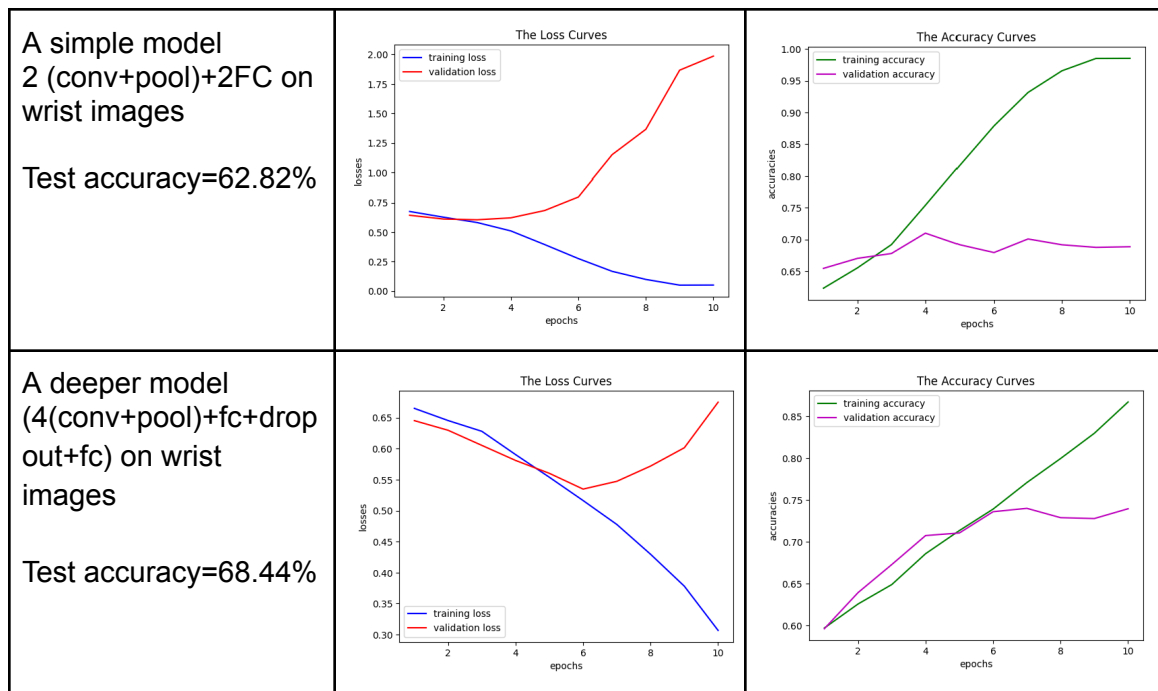 A simple model
2 (conv+pool)+2FC on
wrist images
Test accuracy=62.82%
The Loss Curves
training loss
validation loss
2.00
1.75
1.50
1.25
1.00
0.75
0.50
0.25
0.00
losses
2 4 6 8 10
epochs
The Accuracy Curves
training accuracy
validation accuracy
1.00
0.95
0.90
0.85
0.80
0.75
0.70
0.65
accuracies
2 4 6 8 10
epochs
A deeper model
(4(conv+pool)+fc+drop
out+fc) on wrist
images
Test accuracy=68.44%
The Loss Curves
0.65
0.60
0.55
0.50
0.45
0.40
0.35
0.30
losses
training loss
validation loss
2 4 6 8 10
epochs
The Accuracy Curves
training accuracy
validation accuracy
0.85
0.80
0.75
0.70
0.65
0.60
accuracies
2 4 6 8 10
epochs